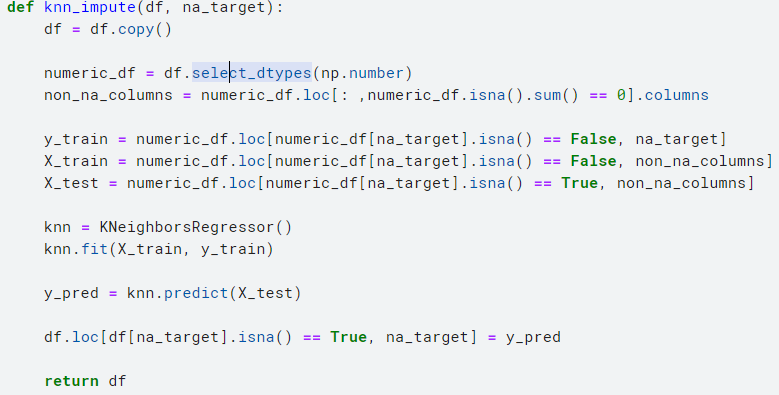 def knn_impute(df, na_target):
    df = df.copy()

    numeric_df = df.select_dtypes(np.number)
    non_na_columns = numeric_df.loc[: ,numeric_df.isna().sum() == 0].columns

    y_train = numeric_df.loc[numeric_df[na_target].isna() == False, na_target]
    X_train = numeric_df.loc[numeric_df[na_target].isna() == False, non_na_columns]
    X_test = numeric_df.loc[numeric_df[na_target].isna() == True, non_na_columns]

    knn = KNeighborsRegressor()
    knn.fit(X_train, y_train)

    y_pred = knn.predict(X_test)

    df.loc[df[na_target].isna() == True, na_target] = y_pred

    return df